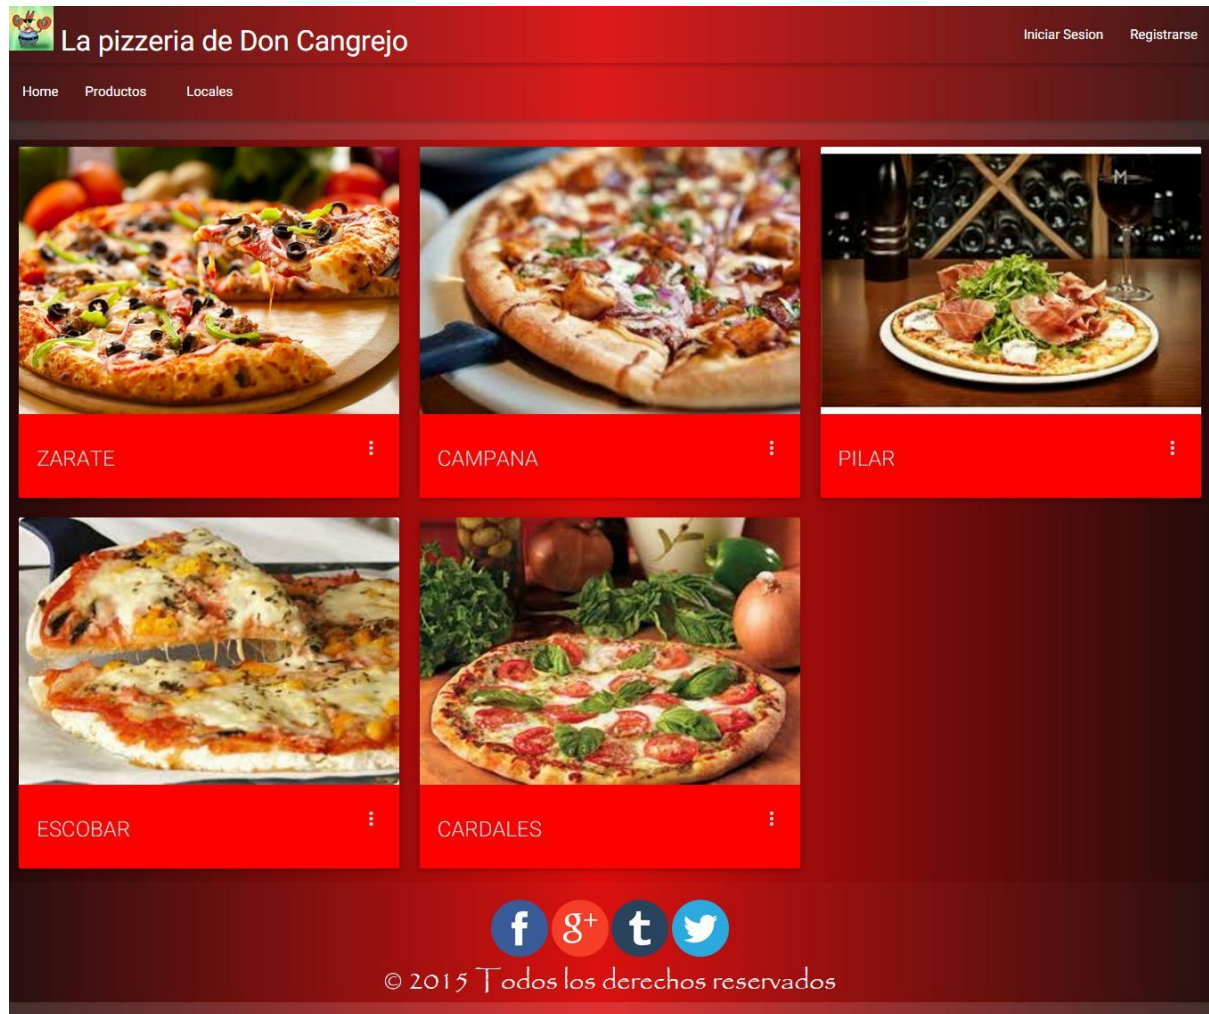 La pizzeria de Don Cangrejo
Iniciar Sesion Registrarse
Home Productos Locales
M
ZARATE
CAMPANA
PILAR
ESCOBAR
CARDALES
f g+ t
© 2015 Todos los derechos reservados